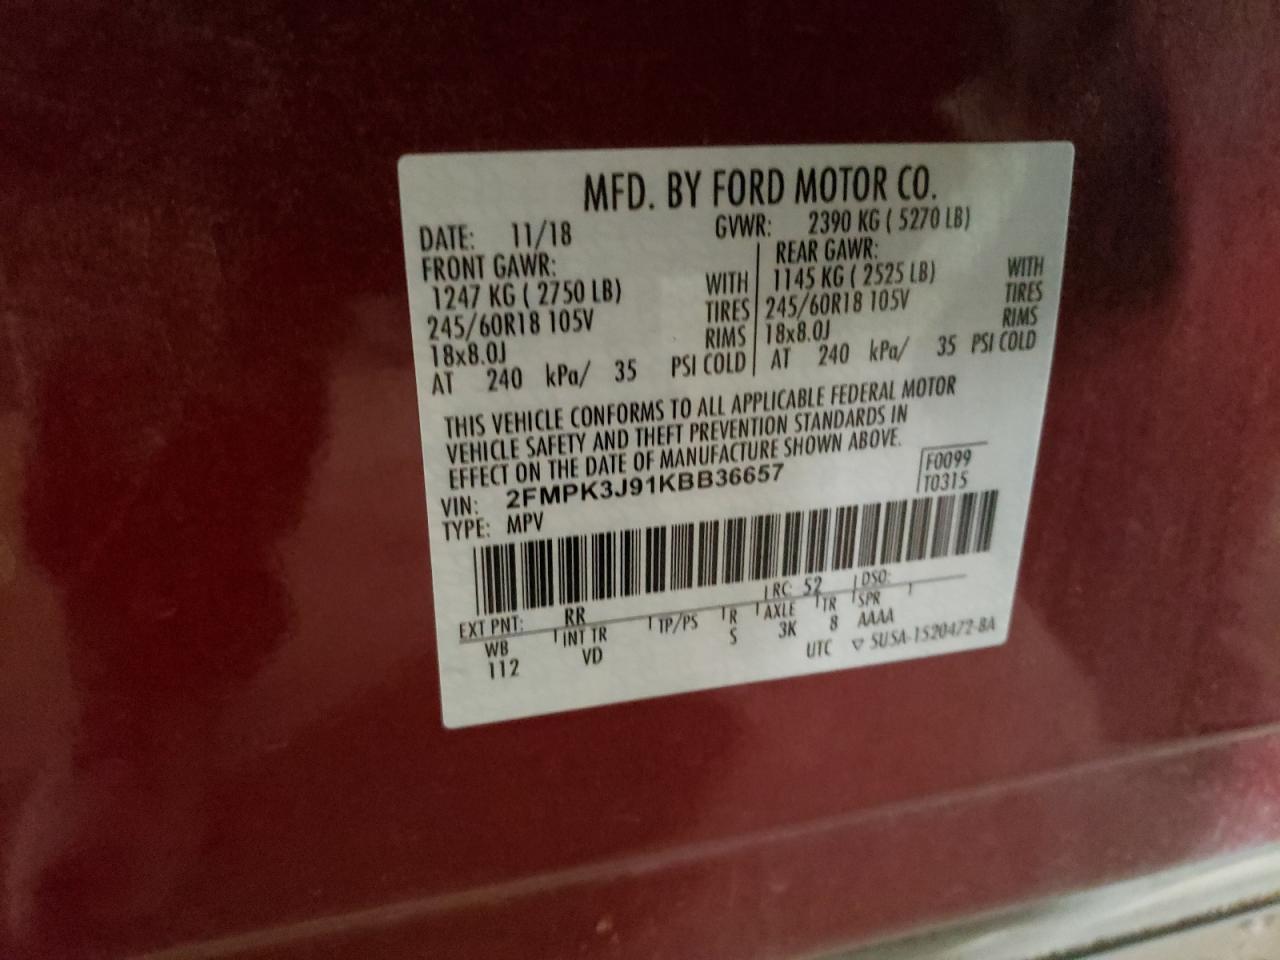 MFD. BY FORD MOTOR CO.
DATE: 11/18 GVWR: 2390 KG ( 5270 LB)
FRONT GAWR: REAR GAWR:
1247 KG ( 2750 LB) WITH 1145 KG ( 2525 LB) WITH
245/60R18 105V TIRES 245/60R18 105V TIRES
18x8.0J RIMS 18x8.0J RIMS
AT 240 kPa/ 35 PSI COLD AT 240 kPa/ 35 PSI COLD
THIS VEHICLE CONFORMS TO ALL APPLICABLE FEDERAL MOTOR
VEHICLE SAFETY AND THEFT PREVENTION STANDARDS IN
EFFECT ON THE DATE OF MANUFACTURE SHOWN ABOVE.
VIN: 2FMPK3J91KBB36657 F0099
TYPE: MPV T0315
EXT PNT: RR RC: 52 DSO:
WB INT TR TP/PS R AXLE TR SPR
112 VD S 3K 8 AAAA
UTC ▽ SUSA-1520472-BA